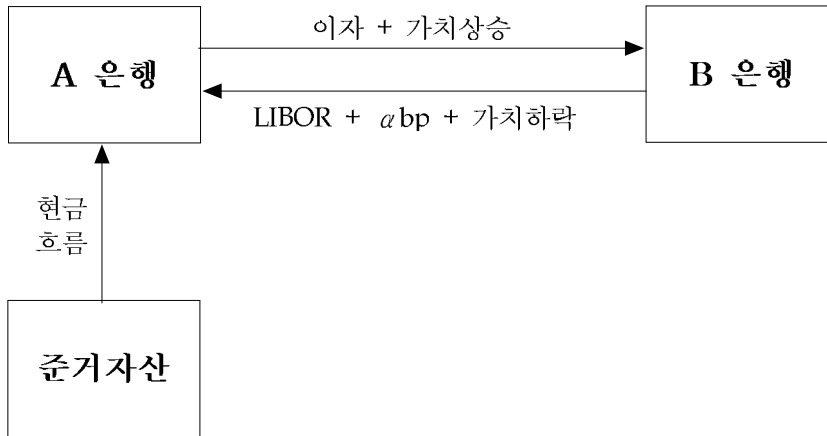 이자 + 가치상승
A 은행
B 은행
LIBOR + αbp + 가치하락
현금
흐름
준거자산